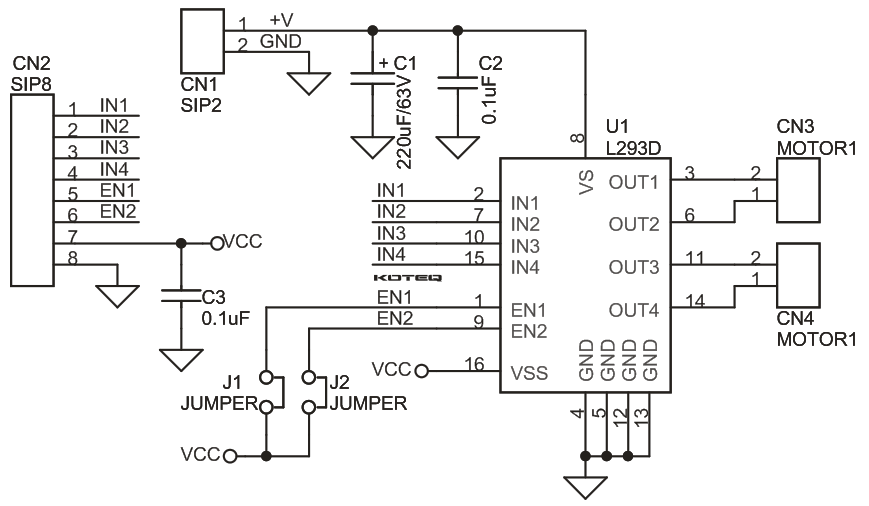 1 +V
2 GND
CN1
SIP2
CN2
SIP8
1 IN1
2 IN2
3 IN3
4 IN4
5 EN1
6 EN2
7
VCC
8
C3
0.1uF
+ C1
220uF/63V
C2
0.1uF
U1
L293D
8
VS
IN1 2 IN1
IN2 7 IN2
IN3 10 IN3
IN4 15 IN4
KOTEQ
EN1 1 EN1
EN2 9 EN2
VCC 16 VSS
OUT1 3 2
1
OUT2 6
OUT3 11 2
1
OUT4 14
CN3
MOTOR1
CN4
MOTOR1
GND GND GND GND
4 5 12 13
J1
JUMPER
J2
JUMPER
VCC